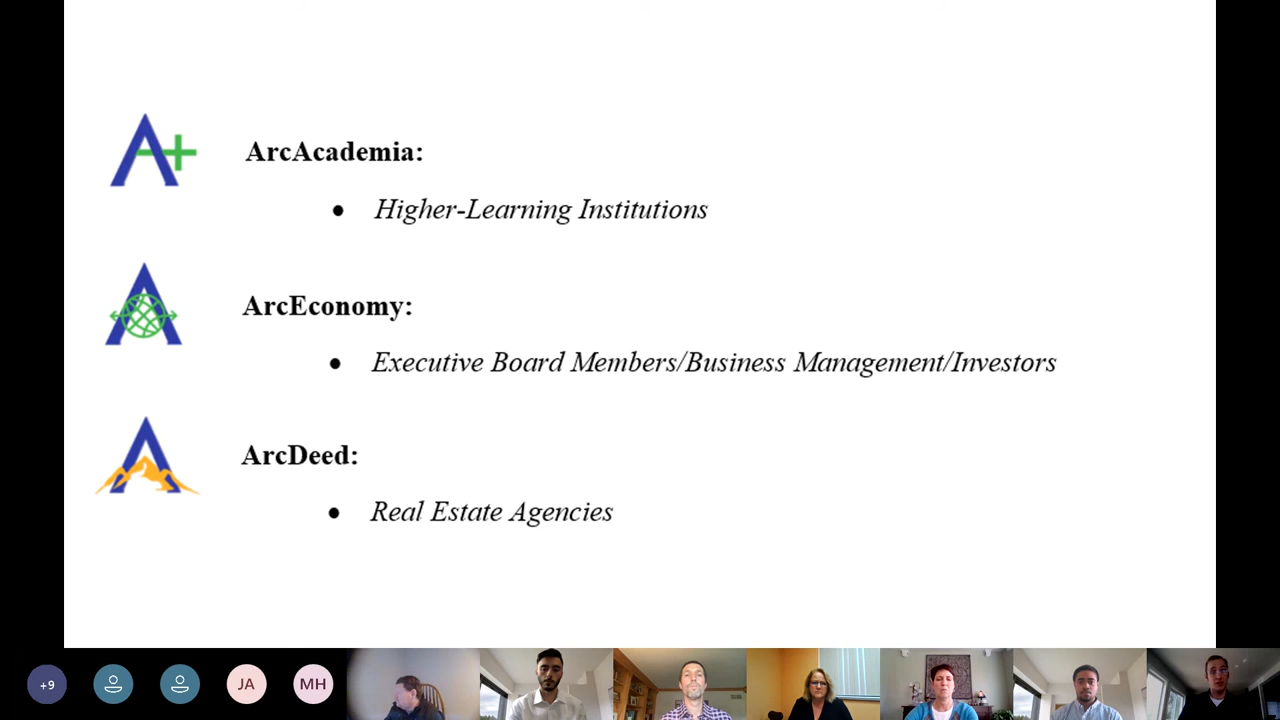 A+
ArcAcademia:
• Higher-Learning Institutions
A
ArcEconomy:
• Executive Board Members/Business Management/Investors
A
ArcDeed:
• Real Estate Agencies
+9
JA
MH